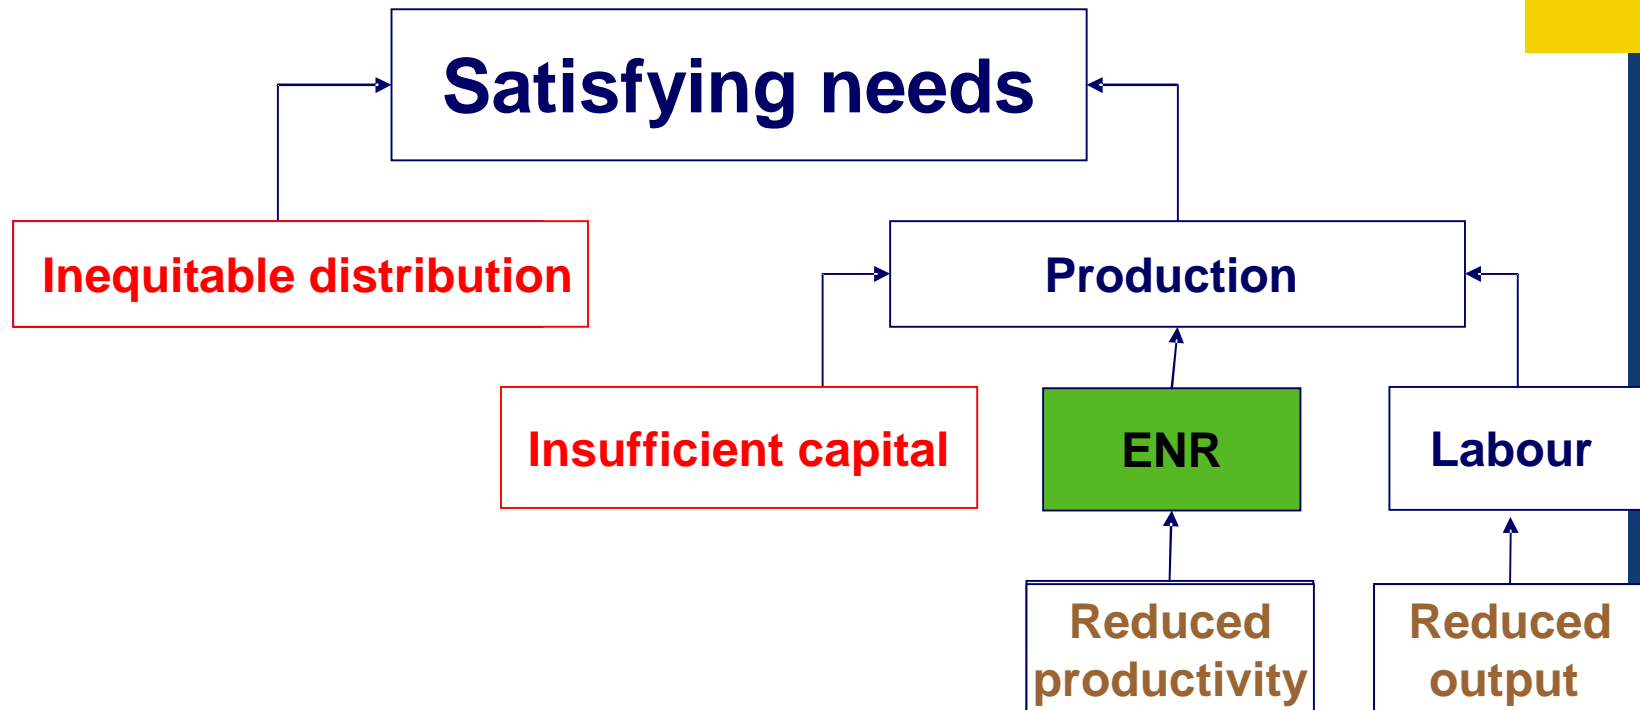 Satisfying needs
Inequitable distribution
Production
Insufficient capital
ENR
Labour
Reduced
productivity
Reduced
output